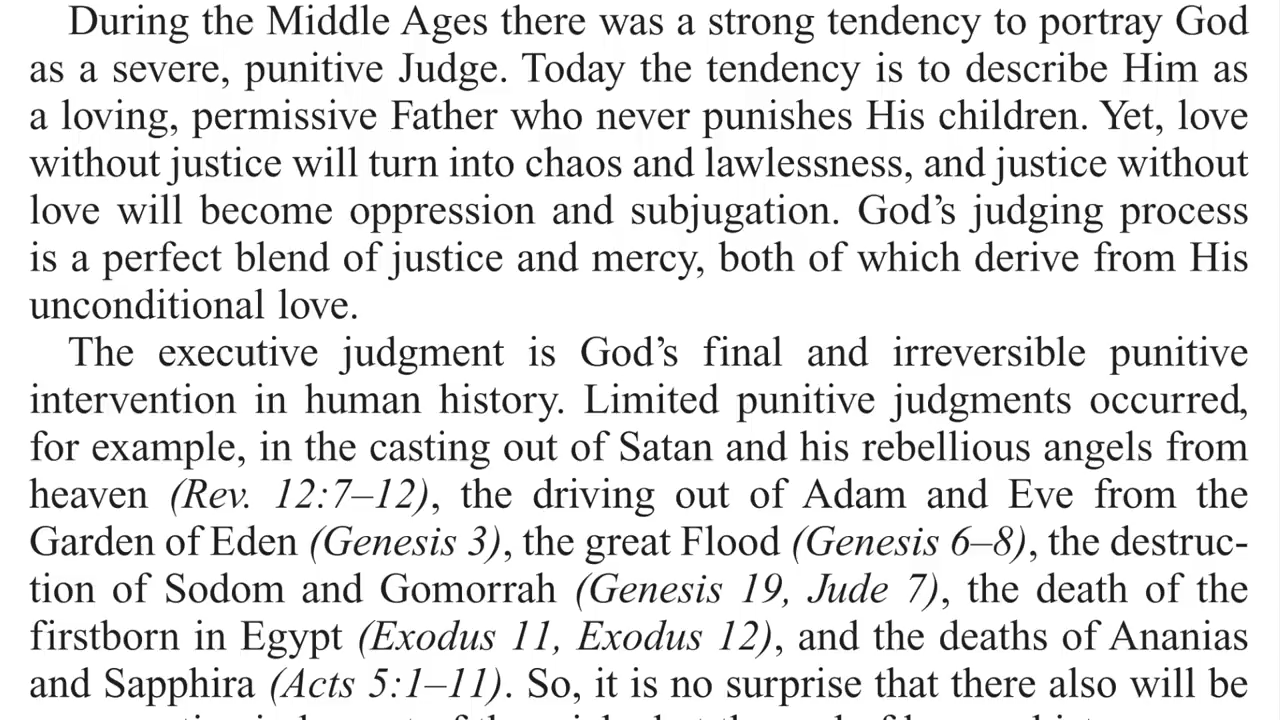 During the Middle Ages there was a strong tendency to portray God
as a severe, punitive Judge. Today the tendency is to describe Him as
a loving, permissive Father who never punishes His children. Yet, love
without justice will turn into chaos and lawlessness, and justice without
love will become oppression and subjugation. God’s judging process
is a perfect blend of justice and mercy, both of which derive from His
unconditional love.
The executive judgment is God’s final and irreversible punitive
intervention in human history. Limited punitive judgments occurred,
for example, in the casting out of Satan and his rebellious angels from
heaven (Rev. 12:7–12), the driving out of Adam and Eve from the
Garden of Eden (Genesis 3), the great Flood (Genesis 6–8), the destruc-
tion of Sodom and Gomorrah (Genesis 19, Jude 7), the death of the
firstborn in Egypt (Exodus 11, Exodus 12), and the deaths of Ananias
and Sapphira (Acts 5:1–11). So, it is no surprise that there also will be